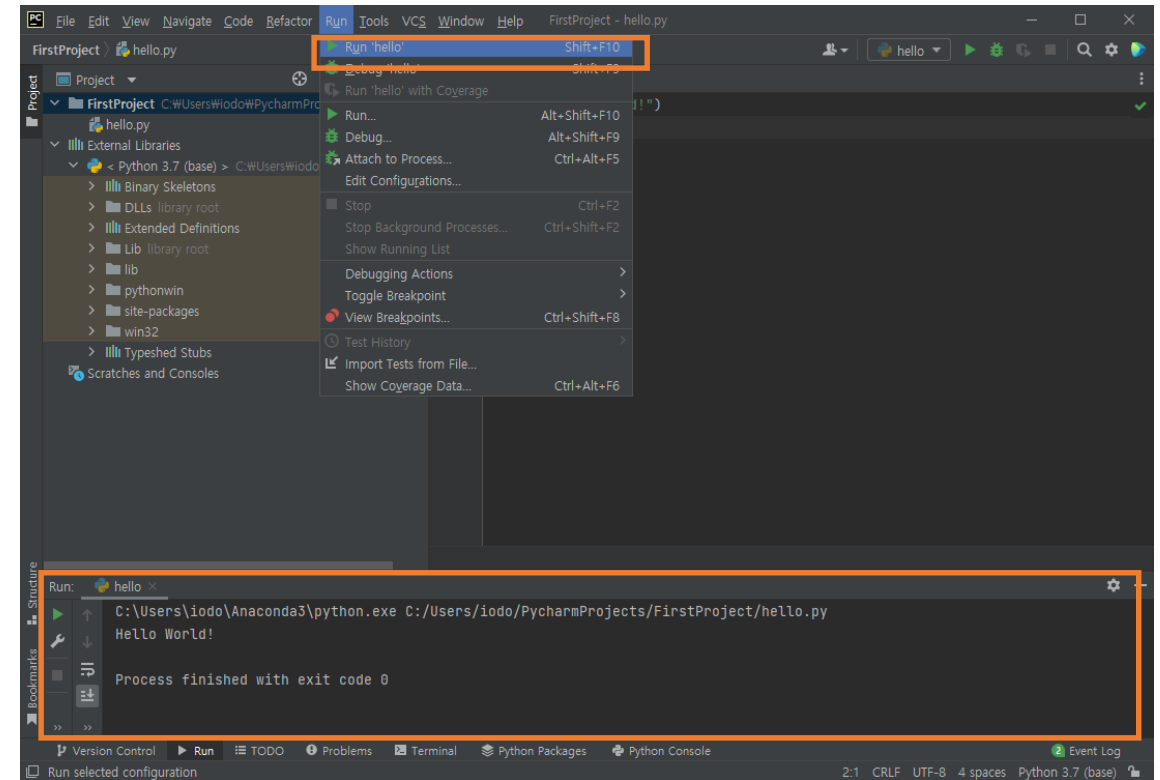 PC File Edit View Navigate Code Refactor Run Tools VCS Window Help FirstProject - hello.py
FirstProject hello.py
hello
Project
Project
FirstProject C:₩Users₩iodo₩PycharmPro
hello.py
External Libraries
< Python 3.7 (base) > C:₩Users₩iodo
Binary Skeletons
DLLs library root
Extended Definitions
Lib library root
lib
pythonwin
site-packages
win32
Typeshed Stubs
Scratches and Consoles
Run 'hello' Shift+F10
Debug 'hello' Shift+F9
Run 'hello' with Coverage
Run... Alt+Shift+F10
Debug... Alt+Shift+F9
Attach to Process... Ctrl+Alt+F5
Edit Configurations...
Stop Ctrl+F2
Stop Background Processes... Ctrl+Shift+F2
Show Running List
Debugging Actions
Toggle Breakpoint
View Breakpoints... Ctrl+Shift+F8
Test History
Import Tests from File...
Show Coverage Data... Ctrl+Alt+F6
!")
Structure
Bookmarks
Run: hello
C:\Users\iodo\Anaconda3\python.exe C:/Users/iodo/PycharmProjects/FirstProject/hello.py
Hello World!
Process finished with exit code 0
Version Control Run TODO Problems Terminal Python Packages Python Console 2 Event Log
Run selected configuration 2:1 CRLF UTF-8 4 spaces Python 3.7 (base)